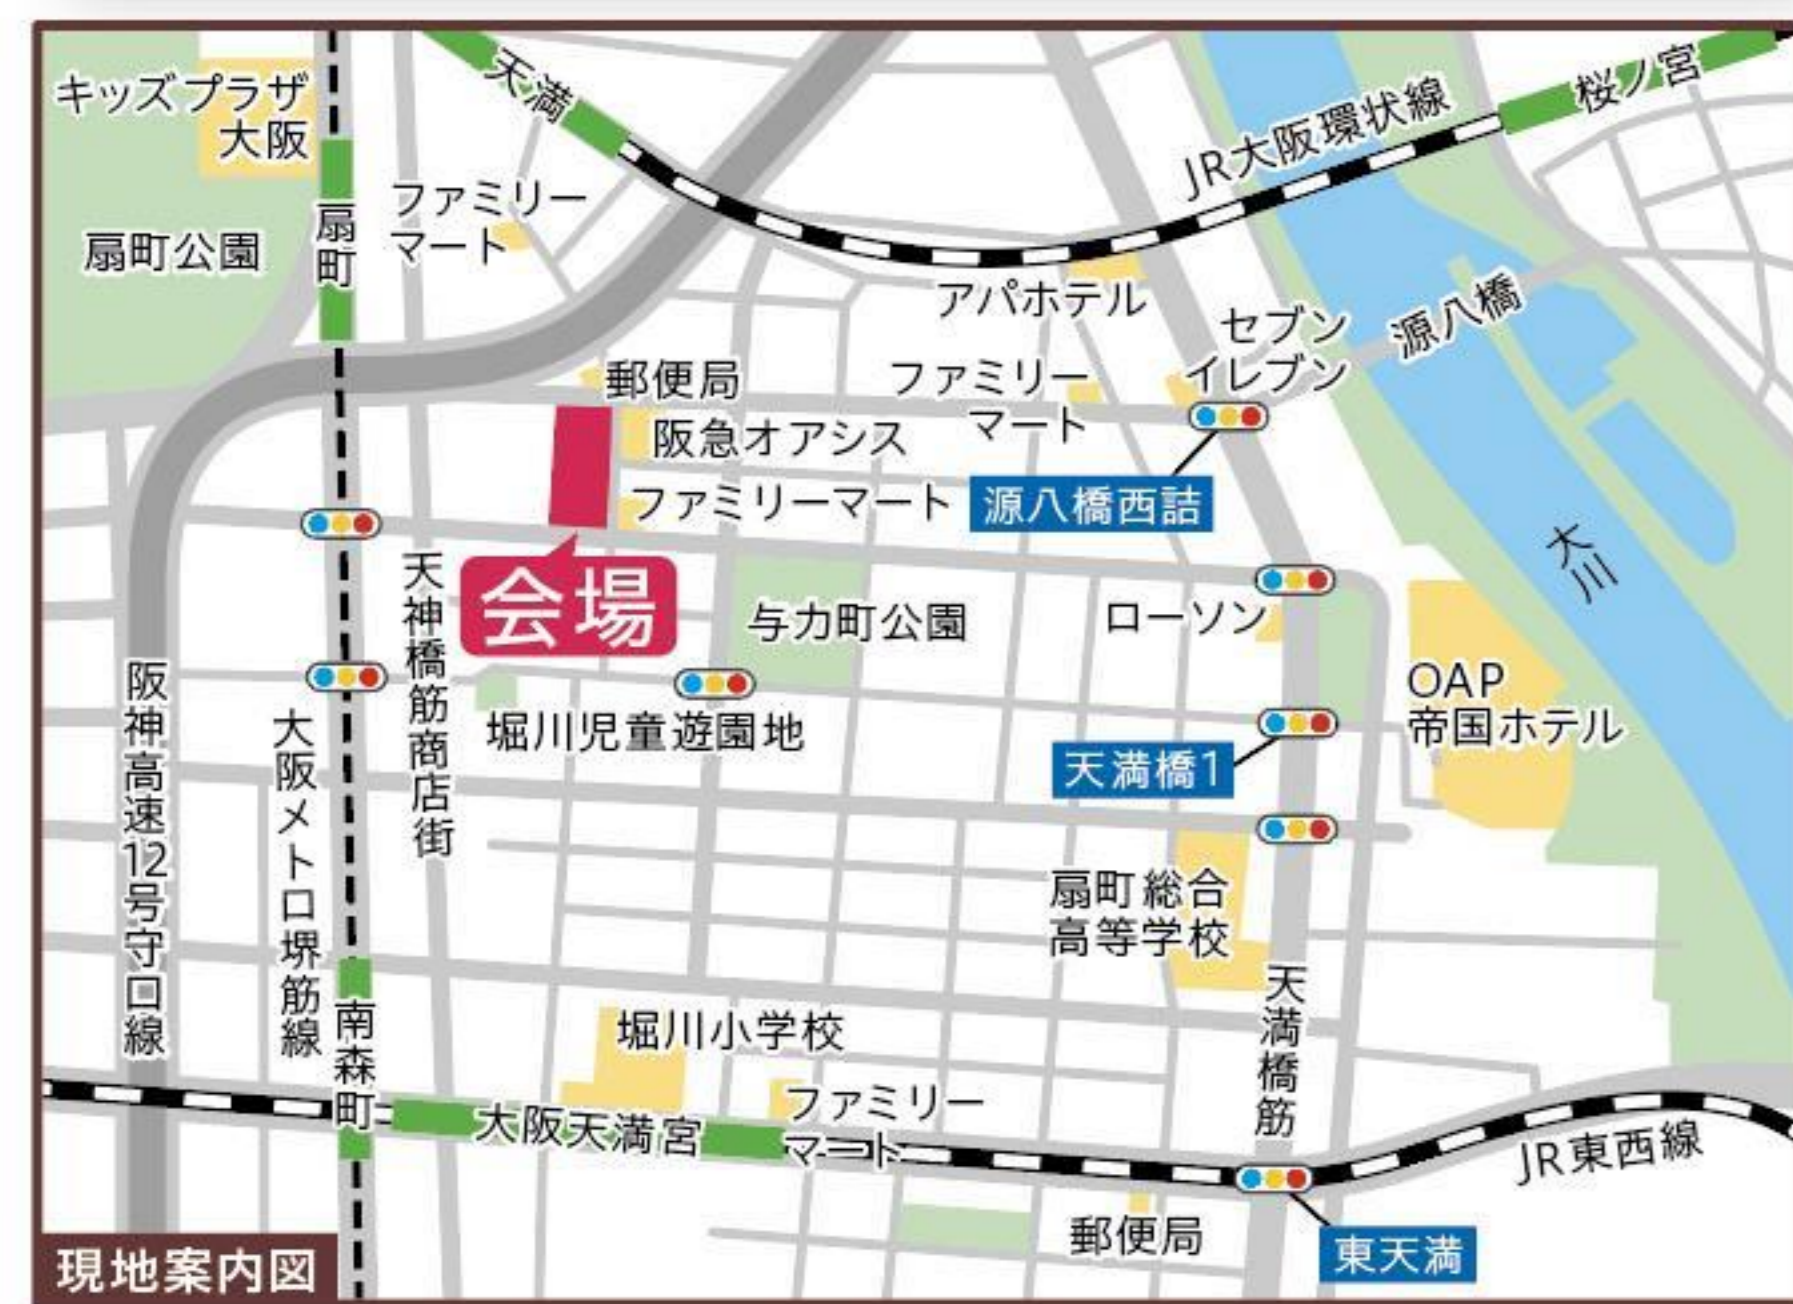 キッズプラザ
大阪
天満
桜ノ宮
JR大阪環状線
扇町公園
扇町
ファミリー
マート
アパホテル
セブン
イレブン
源八橋
郵便局
ファミリー
マート
阪急オアシス
ファミリーマート
源八橋西詰
大川
会場
天神橋筋商店街
与力町公園
ローソン
OAP
帝国ホテル
阪神高速12号守口線
大阪メトロ堺筋線
堀川児童遊園地
天満橋1
扇町総合
高等学校
天満橋筋
南森町
堀川小学校
大阪天満宮
ファミリー
マート
JR東西線
郵便局
東天満
現地案内図